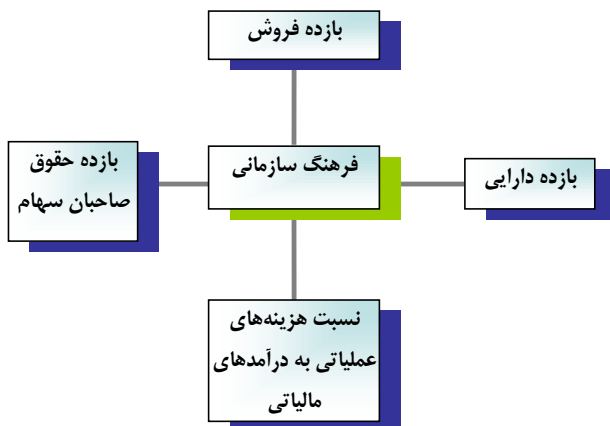 بازده فروش
بازده حقوق
صاحبان سهام
فرهنگ سازمانی
بازده دارایی
نسبت هزینه‌های
عملیاتی به درآمدهای
مالیاتی